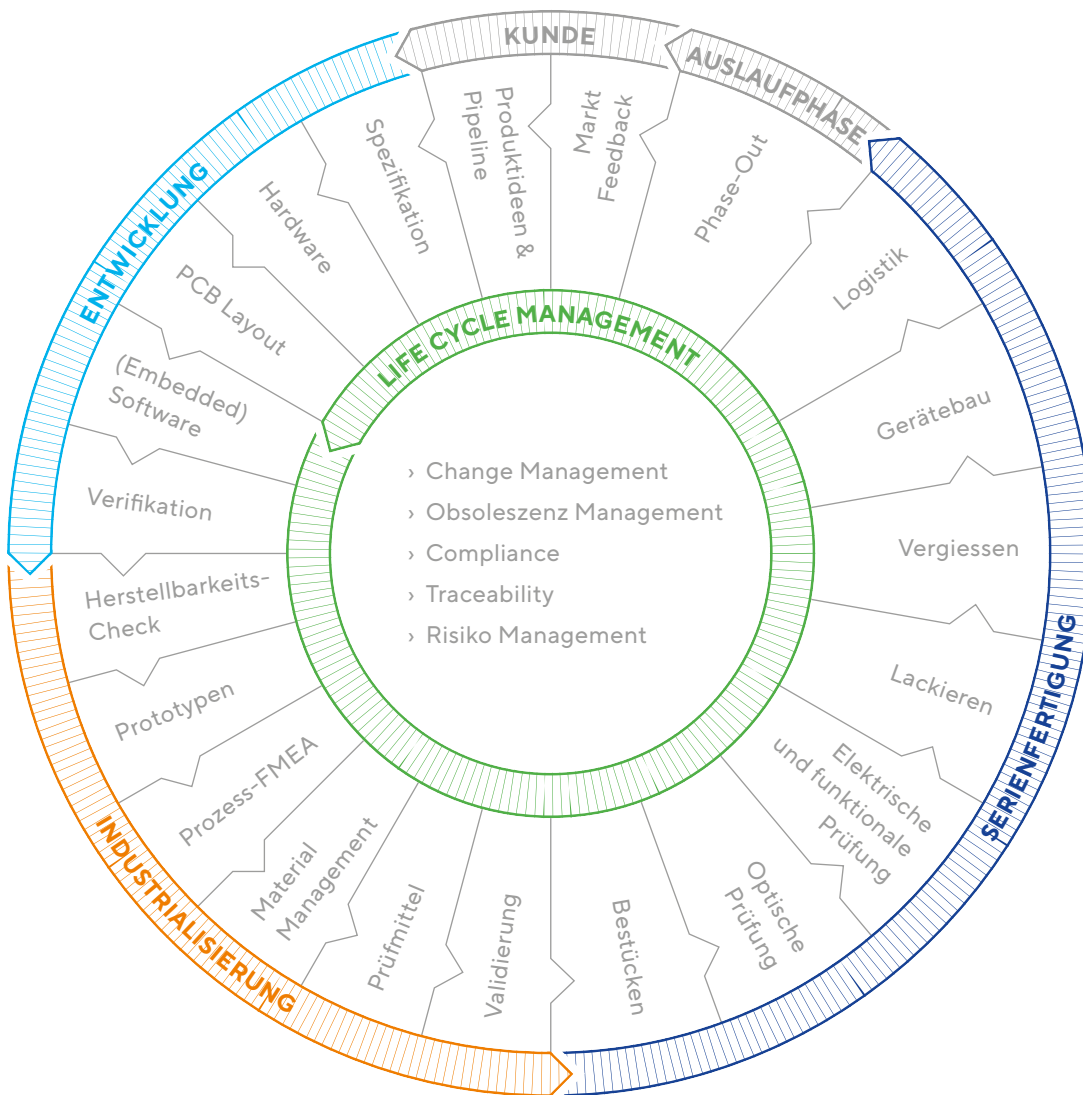 KUNDE
Produktideen &
Pipeline
Markt
Feedback
AUSLAUFPHASE
Phase-Out
ENTWICKLUNG
Spezifikation
Hardware
PCB Layout
(Embedded)
Software
Verifikation
INDUSTRIALISIERUNG
Herstellbarkeits-
Check
Prototypen
Prozess-FMEA
Material
Management
Prüfmittel
Validierung
SERIENFERTIGUNG
Bestücken
Optische
Prüfung
Elektrische
und funktionale
Prüfung
Lackieren
Vergiessen
Gerätebau
Logistik
LIFE CYCLE MANAGEMENT
› Change Management
› Obsoleszenz Management
› Compliance
› Traceability
› Risiko Management